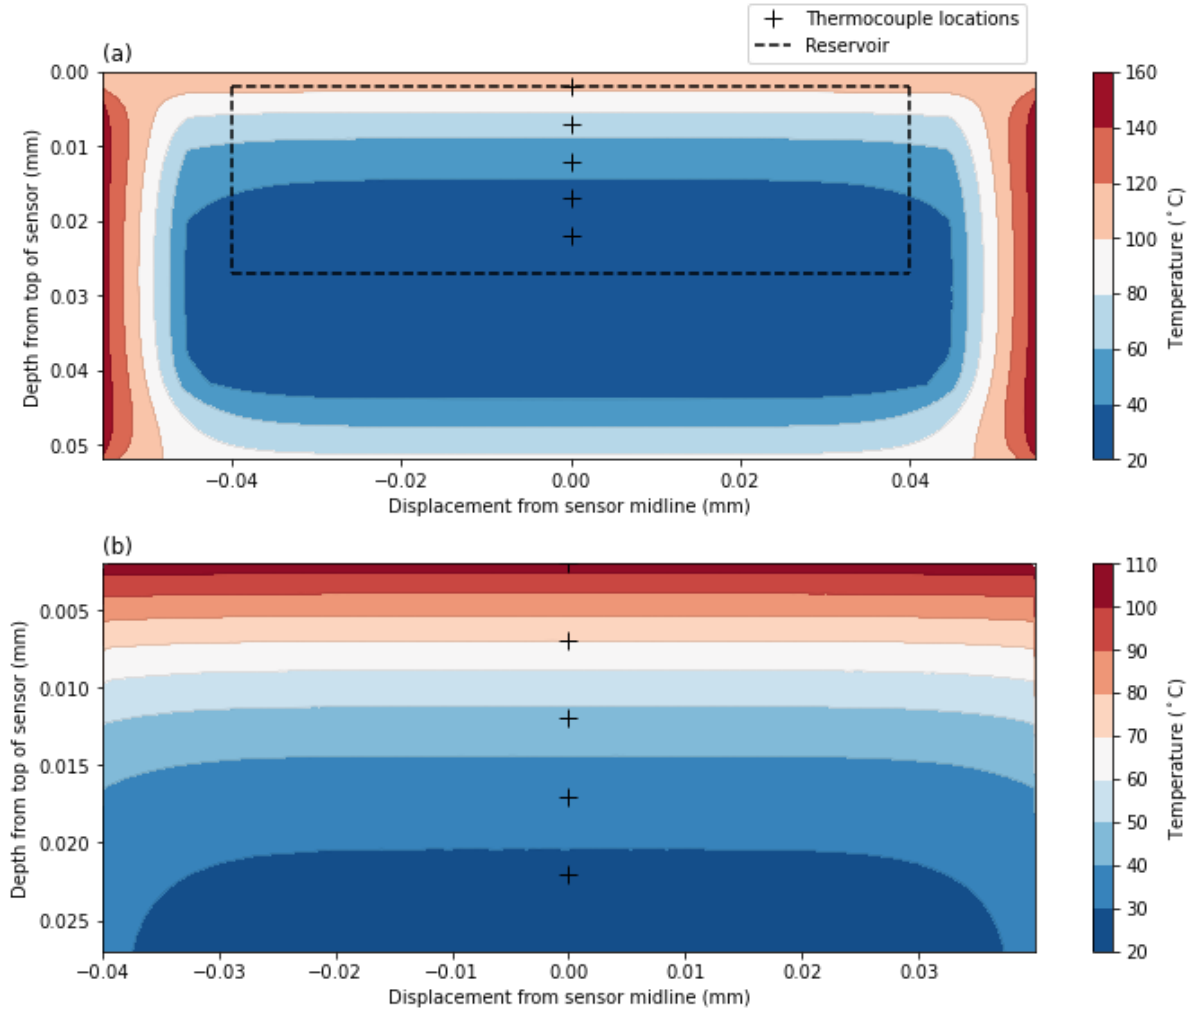 Thermocouple locations
Reservoir
(a)
0.00
0.01
0.02
0.03
0.04
0.05
Depth from top of sensor (mm)
−0.04 −0.02 0.00 0.02 0.04
Displacement from sensor midline (mm)
160
140
120
100
80
60
40
20
Temperature (°C)
(b)
0.005
0.010
0.015
0.020
0.025
Depth from top of sensor (mm)
−0.04 −0.03 −0.02 −0.01 0.00 0.01 0.02 0.03
Displacement from sensor midline (mm)
110
100
90
80
70
60
50
40
30
20
Temperature (°C)